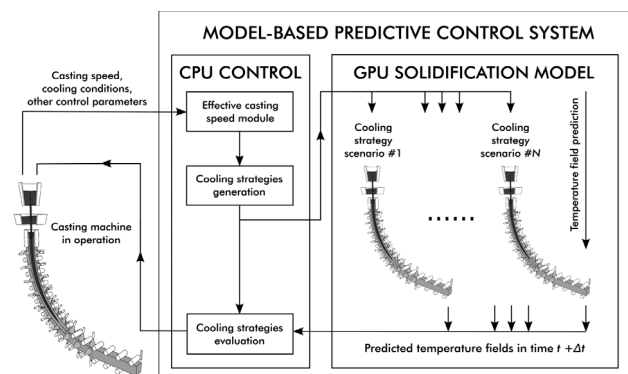 MODEL-BASED PREDICTIVE CONTROL SYSTEM
CPU CONTROL
GPU SOLIDIFICATION MODEL
Casting speed,
cooling conditions,
other control parameters
Effective casting
speed module
Cooling strategies
generation
Cooling strategies
evaluation
Casting machine
in operation
Cooling
strategy
scenario #1
Cooling
strategy
scenario #N
Temperature field prediction
Predicted temperature fields in time t +Δt